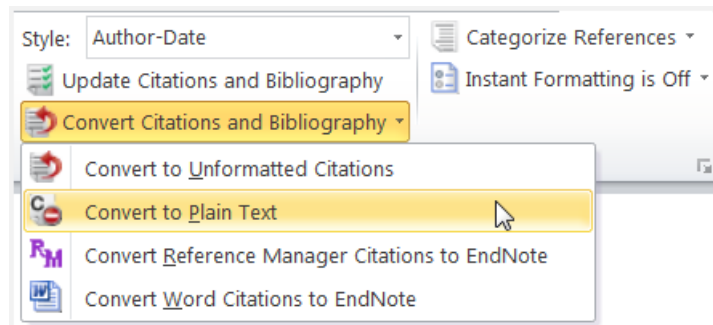 Style: Author-Date
Categorize References
Update Citations and Bibliography
Instant Formatting is Off
Convert Citations and Bibliography
Convert to Unformatted Citations
Convert to Plain Text
Convert Reference Manager Citations to EndNote
Convert Word Citations to EndNote